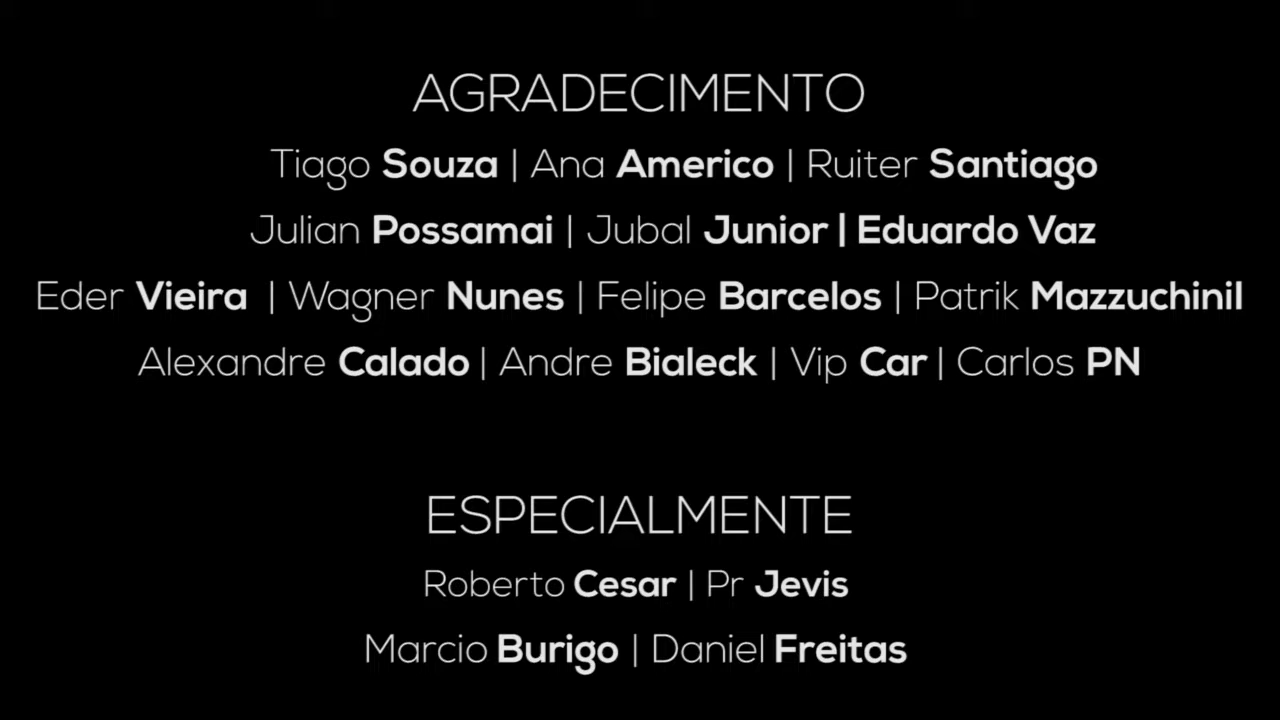 AGRADECIMENTO
Tiago Souza | Ana Americo | Ruiter Santiago
Julian Possamai | Jubal Junior | Eduardo Vaz
Eder Vieira | Wagner Nunes | Felipe Barcelos | Patrik Mazzuchinil
Alexandre Calado | Andre Bialeck | Vip Car | Carlos PN
ESPECIALMENTE
Roberto Cesar | Pr Jevis
Marcio Burigo | Daniel Freitas